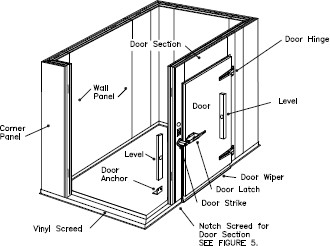 Door Section
Door Hinge
Wall
Panel
Door
Level
Corner
Panel
Level
Door
Anchor
Door Wiper
Door Latch
Door Strike
Vinyl Screed
Notch Screed for
Door Section
SEE FIGURE 5.